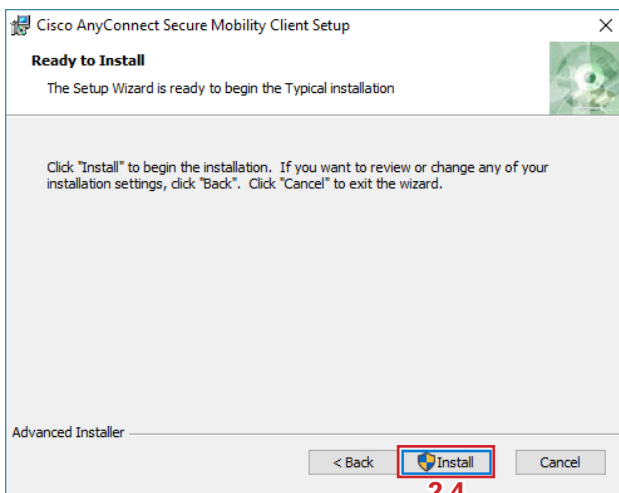 Cisco AnyConnect Secure Mobility Client Setup
Ready to Install
The Setup Wizard is ready to begin the Typical installation
Click "Install" to begin the installation. If you want to review or change any of your
installation settings, click "Back". Click "Cancel" to exit the wizard.
Advanced Installer
< Back Install Cancel
2.4